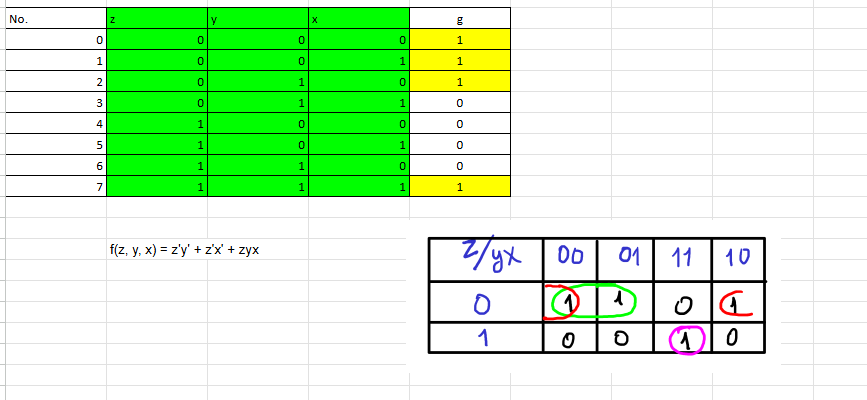 No. z y x g
0 0 0 0 1
1 0 0 1 1
2 0 1 0 1
3 0 1 1 0
4 1 0 0 0
5 1 0 1 0
6 1 1 0 0
7 1 1 1 1
f(z, y, x) = z'y' + z'x' + zyx
z/yx 00 01 11 10
0 1 1 0 1
1 0 0 1 0